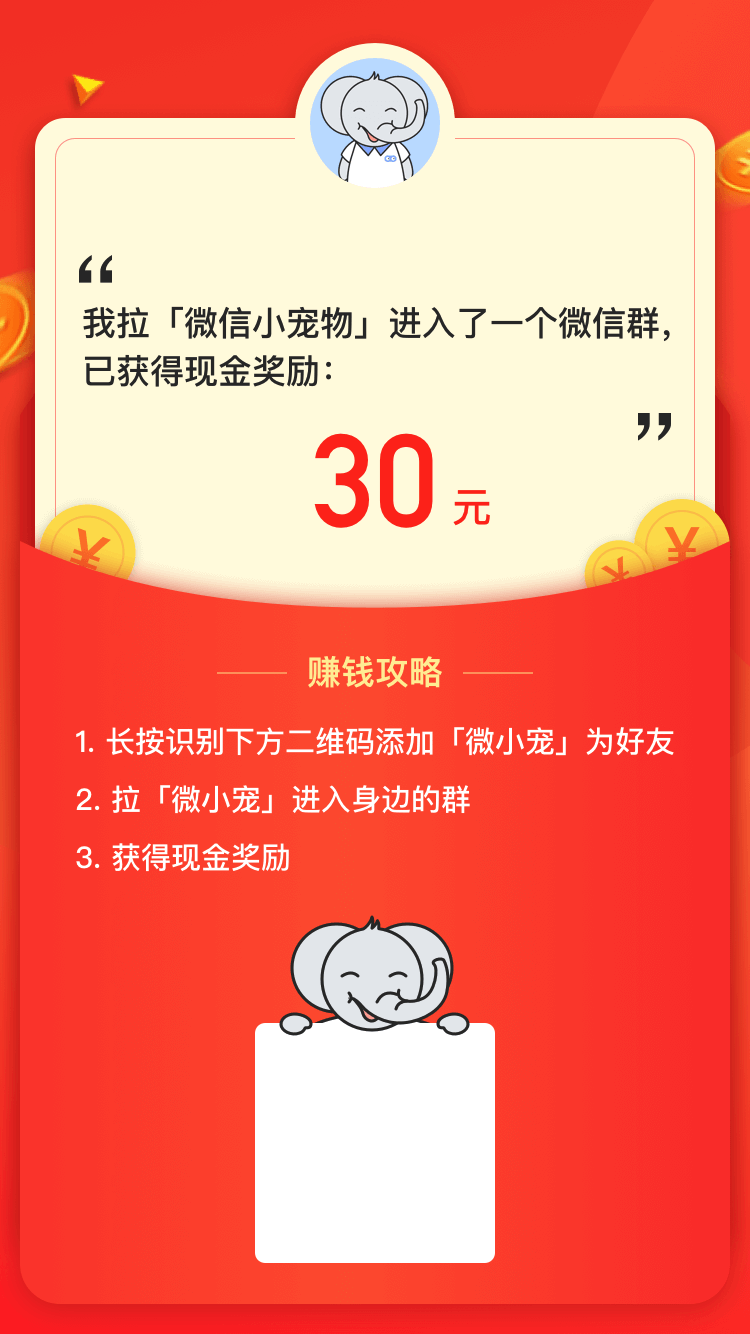 “
我拉「微信小宠物」进入了一个微信群，
已获得现金奖励：
”
30 元
¥
¥
¥
赚钱攻略
1. 长按识别下方二维码添加「微小宠」为好友
2. 拉「微小宠」进入身边的群
3. 获得现金奖励